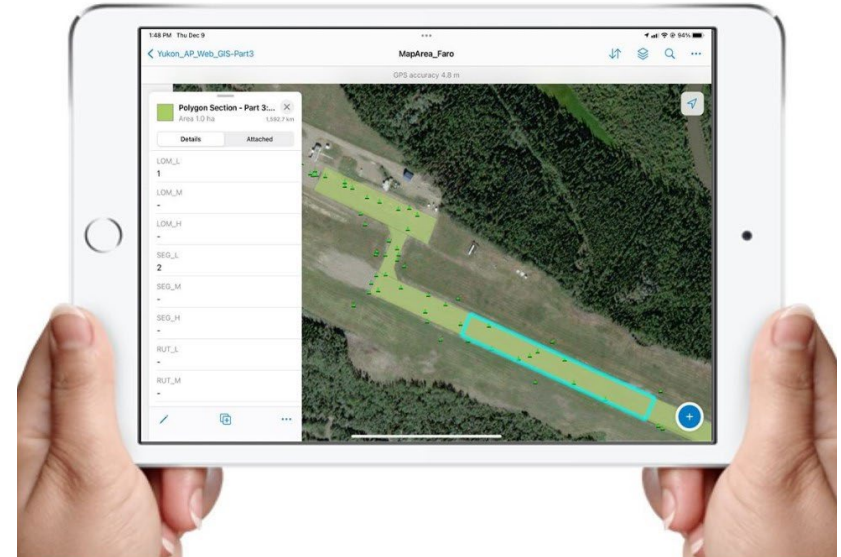 1:48 PM Thu Dec 9
94%
Yukon_AP_Web_GIS-Part3
MapArea_Faro
GPS accuracy 4.8 m
Polygon Section - Part 3:...
Area 1.0 ha
1,592.7 km
Details
Attached
LOM_L
1
LOM_M
-
LOM_H
-
SEG_L
2
SEG_M
-
SEG_H
-
RUT_L
-
RUT_M
-